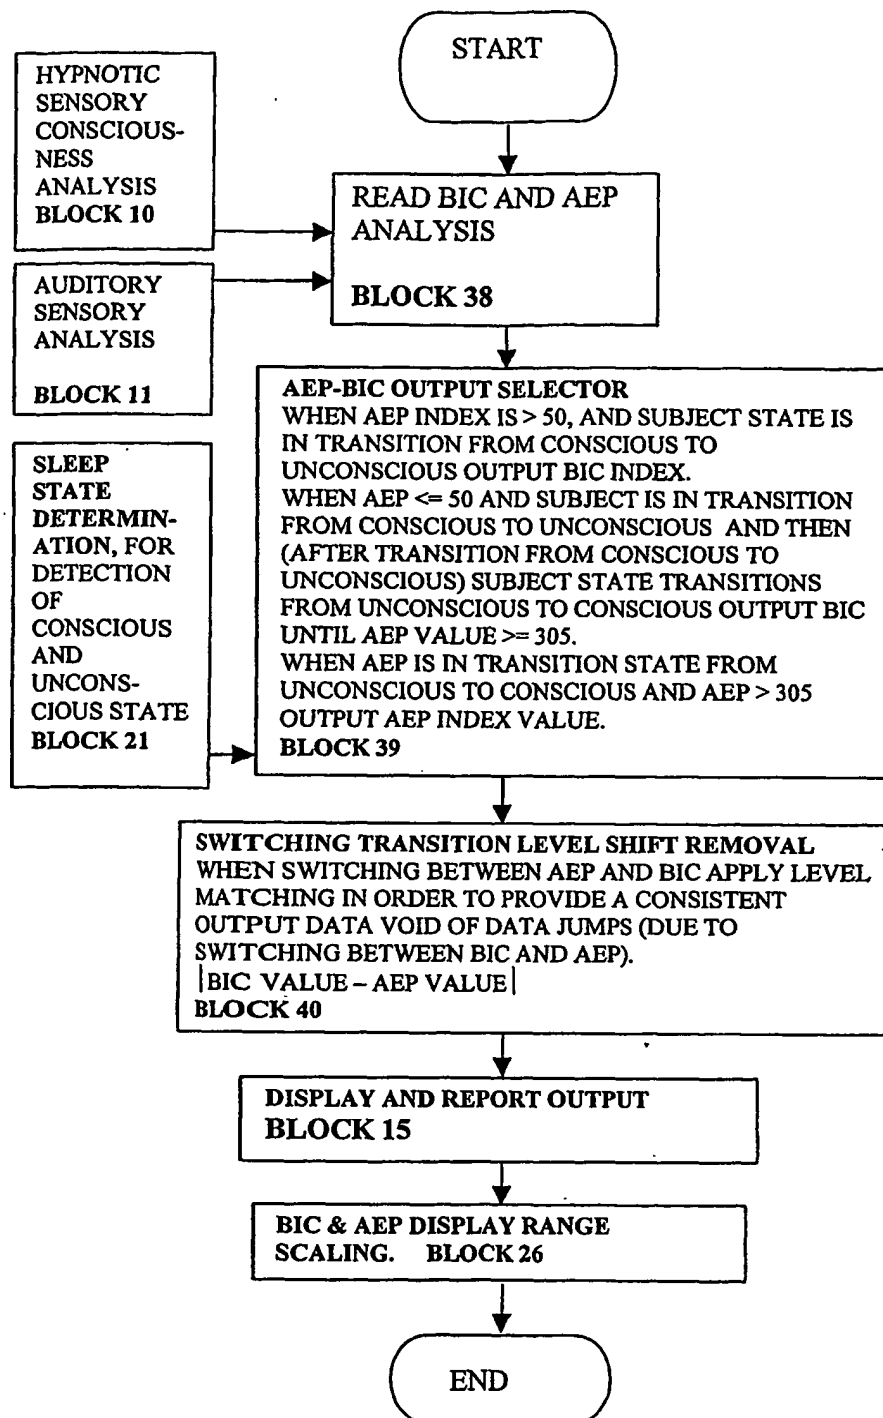 START
HYPNOTIC
SENSORY
CONSCIOUS-
NESS
ANALYSIS
BLOCK 10
READ BIC AND AEP
ANALYSIS
BLOCK 38
AUDITORY
SENSORY
ANALYSIS
BLOCK 11
AEP-BIC OUTPUT SELECTOR
WHEN AEP INDEX IS > 50, AND SUBJECT STATE IS
IN TRANSITION FROM CONSCIOUS TO
UNCONSCIOUS OUTPUT BIC INDEX.
WHEN AEP <= 50 AND SUBJECT IS IN TRANSITION
FROM CONSCIOUS TO UNCONSCIOUS AND THEN
(AFTER TRANSITION FROM CONSCIOUS TO
UNCONSCIOUS) SUBJECT STATE TRANSITIONS
FROM UNCONSCIOUS TO CONSCIOUS OUTPUT BIC
UNTIL AEP VALUE >= 305.
WHEN AEP IS IN TRANSITION STATE FROM
UNCONSCIOUS TO CONSCIOUS AND AEP > 305
OUTPUT AEP INDEX VALUE.
BLOCK 39
SLEEP
STATE
DETERMIN-
ATION, FOR
DETECTION
OF
CONSCIOUS
AND
UNCONS-
CIOUS STATE
BLOCK 21
SWITCHING TRANSITION LEVEL SHIFT REMOVAL
WHEN SWITCHING BETWEEN AEP AND BIC APPLY LEVEL
MATCHING IN ORDER TO PROVIDE A CONSISTENT
OUTPUT DATA VOID OF DATA JUMPS (DUE TO
SWITCHING BETWEEN BIC AND AEP).
|BIC VALUE – AEP VALUE|
BLOCK 40
DISPLAY AND REPORT OUTPUT
BLOCK 15
BIC & AEP DISPLAY RANGE
SCALING. BLOCK 26
END